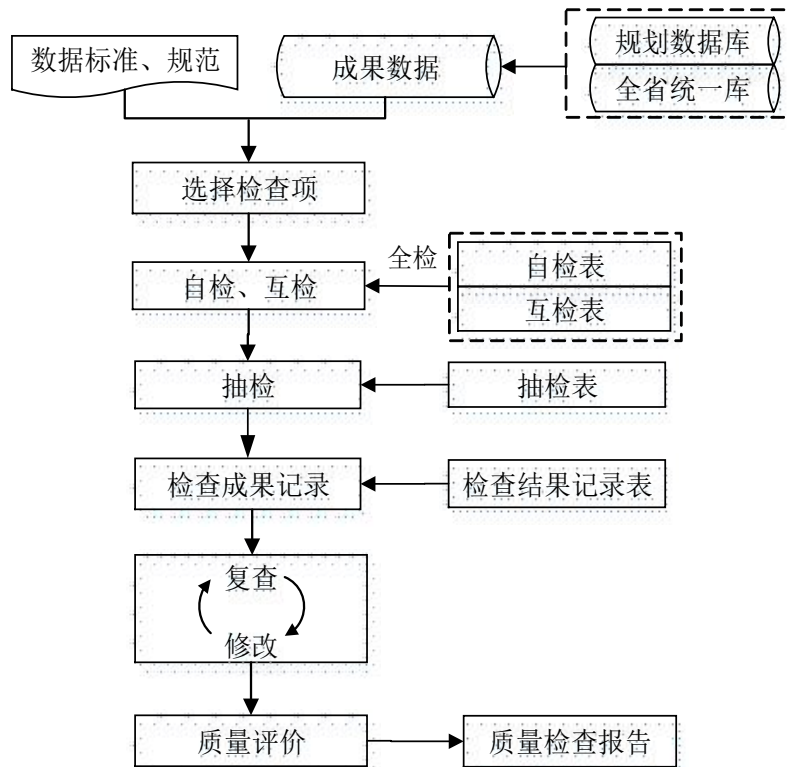 数据标准、规范
成果数据
规划数据库
全省统一库
选择检查项
自检、互检
全检
自检表
互检表
抽检
抽检表
检查成果记录
检查结果记录表
复查
修改
质量评价
质量检查报告